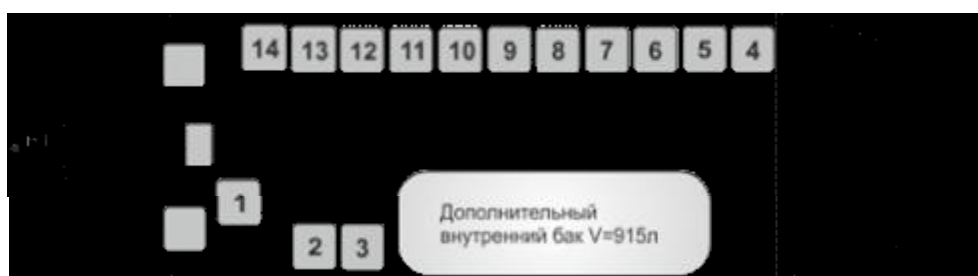 14 13 12 11 10 9 8 7 6 5 4
1
Дополнительный
внутренний бак V=915л
2 3